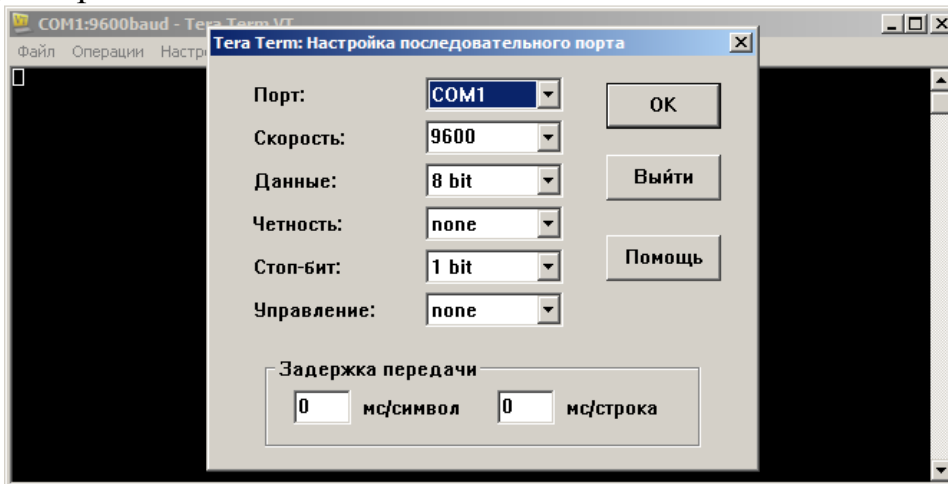 COM1:9600baud - Tera Term VT
Файл Операции Настр
Tera Term: Настройка последовательного порта
Порт: COM1
OK
Скорость: 9600
Данные: 8 bit
Выйти
Четность: none
Стоп-бит: 1 bit
Помощь
Управление: none
Задержка передачи
0 мс/символ 0 мс/строка